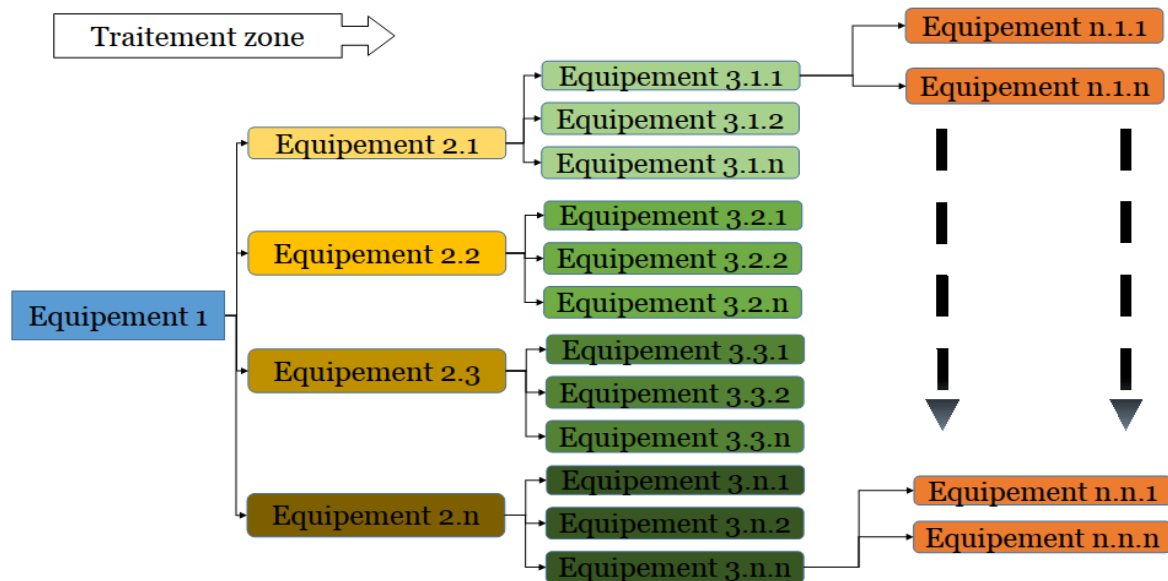 Traitement zone
Equipement 1
Equipement 2.1
Equipement 2.2
Equipement 2.3
Equipement 2.n
Equipement 3.1.1
Equipement 3.1.2
Equipement 3.1.n
Equipement 3.2.1
Equipement 3.2.2
Equipement 3.2.n
Equipement 3.3.1
Equipement 3.3.2
Equipement 3.3.n
Equipement 3.n.1
Equipement 3.n.2
Equipement 3.n.n
Equipement n.1.1
Equipement n.1.n
Equipement n.n.1
Equipement n.n.n